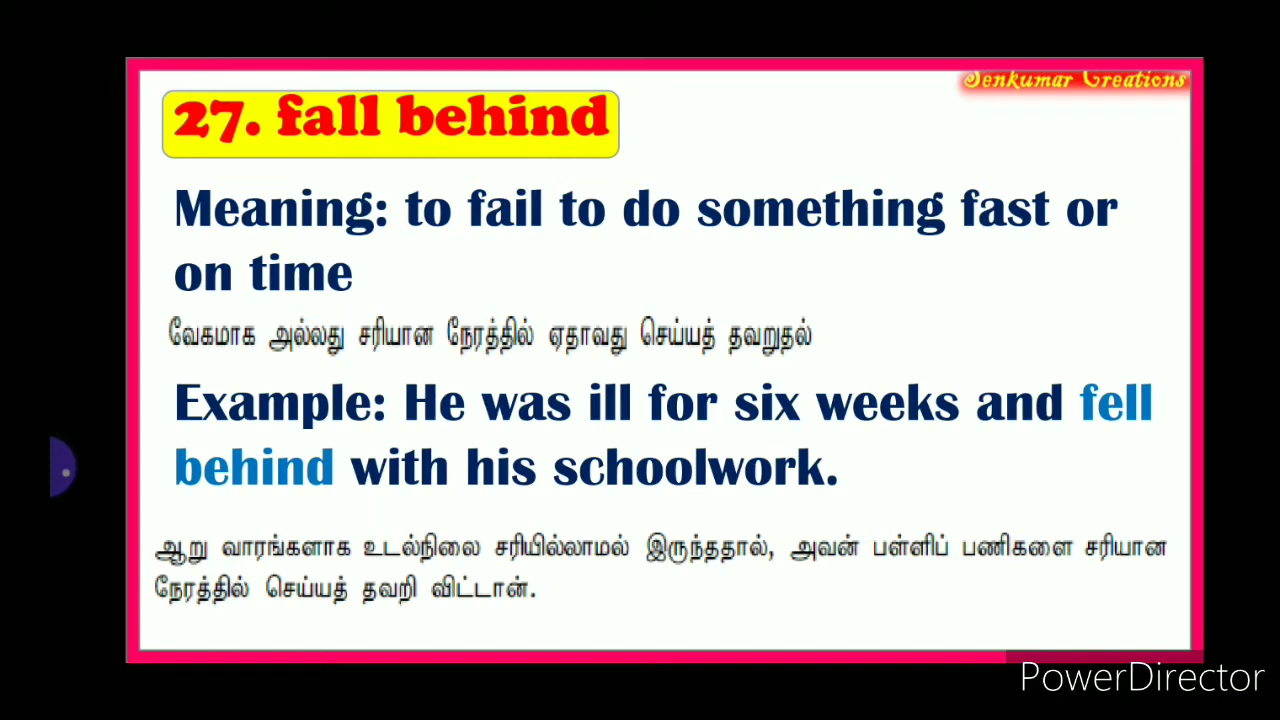 Senkumar Creations
27. fall behind
Meaning: to fail to do something fast or
on time
வேகமாக அல்லது சரியான நேரத்தில் ஏதாவது செய்யத் தவறுதல்
Example: He was ill for six weeks and fell
behind with his schoolwork.
ஆறு வாரங்களாக உடல்நிலை சரியில்லாமல் இருந்ததால், அவன் பள்ளிப் பணிகளை சரியான
நேரத்தில் செய்யத் தவறி விட்டான்.
PowerDirector